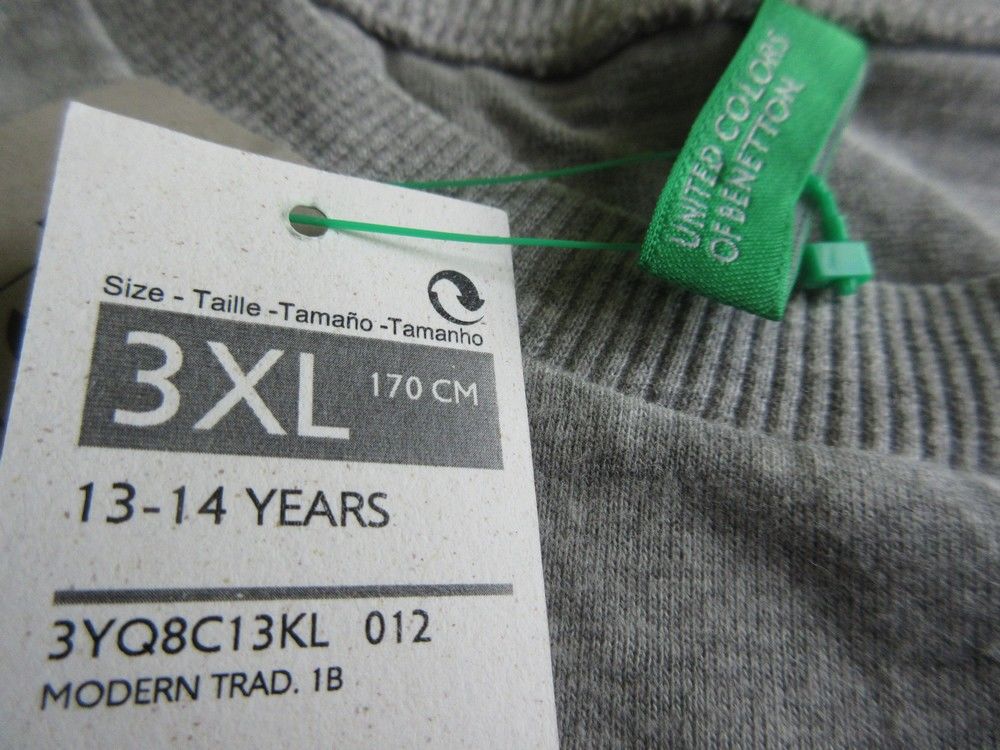 UNITED COLORS
OF BENETTON
Size - Taille -Tamaño -Tamanho
3XL 170 CM
13-14 YEARS
3YQ8C13KL 012
MODERN TRAD. 1B